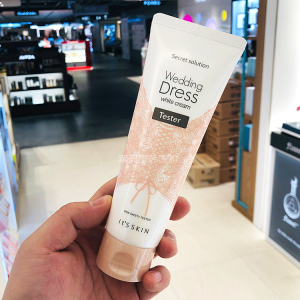 Secret solution
Wedding
Dress
white cream
Tester
It's SKIN